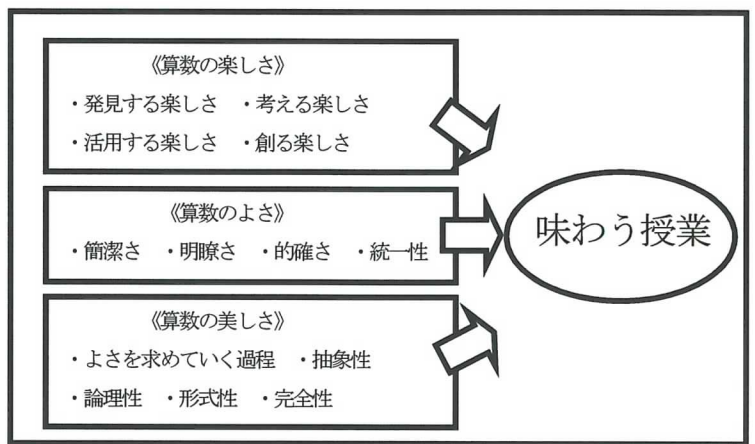 《算数の楽しさ》
・発見する楽しさ ・考える楽しさ
・活用する楽しさ ・創る楽しさ
《算数のよさ》
・簡潔さ ・明瞭さ ・的確さ ・統一性
《算数の美しさ》
・よさを求めていく過程 ・抽象性
・論理性 ・形式性 ・完全性
味わう授業